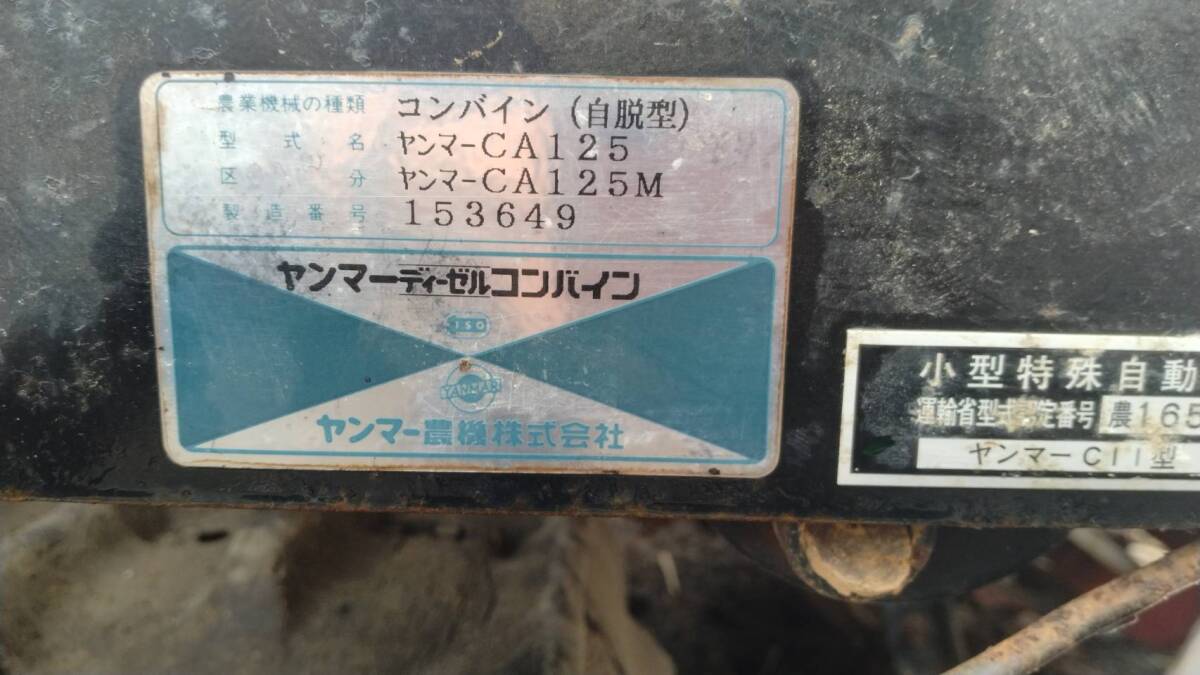 農業機械の種類 コンバイン (自脱型)
型式名 ヤンマーCA125
区分 ヤンマーCA125M
製造番号 153649
ヤンマーディーゼルコンバイン
ISO
YANMAR
ヤンマー農機株式会社
小型特殊自動
運輸省型式認定番号 農165
ヤンマーCII型